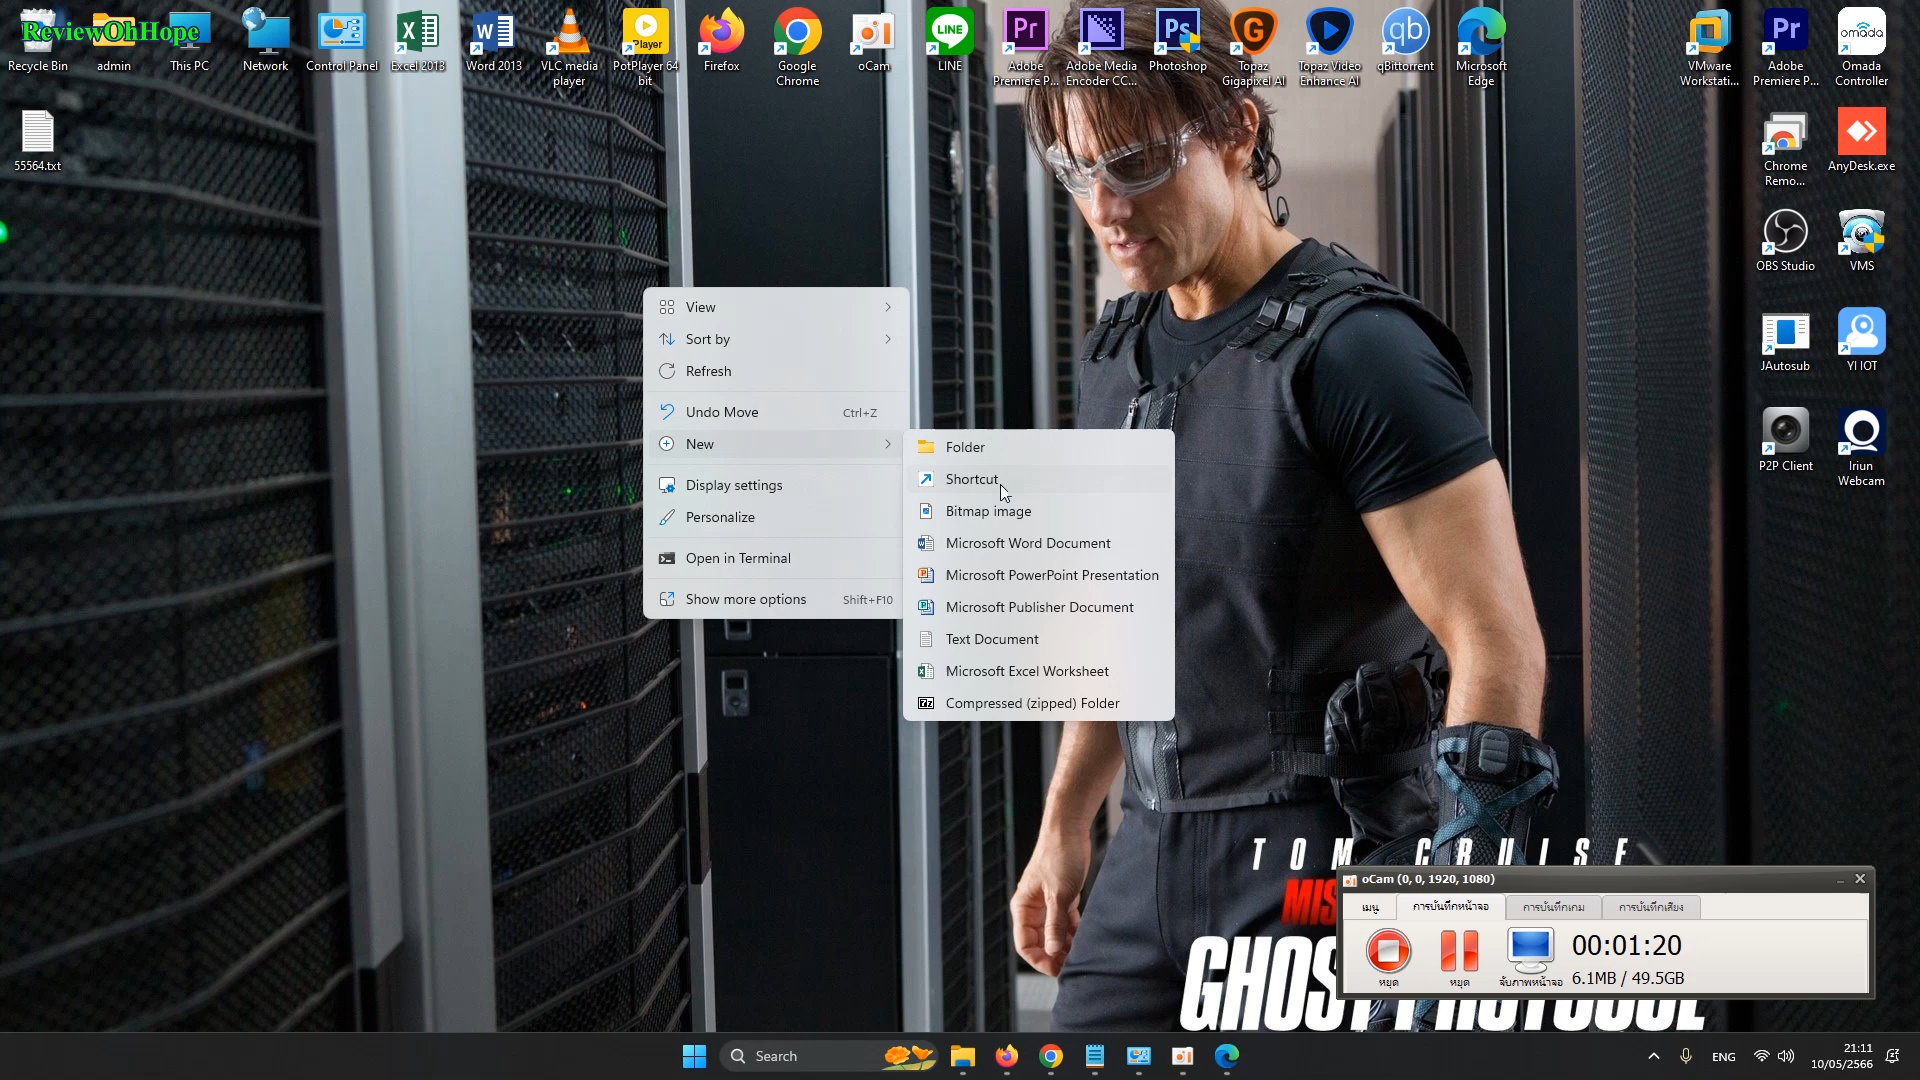 ReviewOhHope
Recycle Bin
admin
This PC
Network
Control Panel
Excel 2013
Word 2013
VLC media
player
Player
PotPlayer 64
bit
Firefox
Google
Chrome
oCam
LINE
LINE
Pr
Adobe
Premiere P...
Adobe Media
Encoder CC...
Ps
Photoshop
G
Topaz
Gigapixel AI
Topaz Video
Enhance AI
qb
qBittorrent
Microsoft
Edge
VMware
Workstati...
Pr
Adobe
Premiere P...
omada
Omada
Controller
55564.txt
Chrome
Remo...
AnyDesk.exe
OBS Studio
VMS
JAutosub
YI IOT
P2P Client
Iriun
Webcam
View
Sort by
Refresh
Undo Move Ctrl+Z
New
Display settings
Personalize
Open in Terminal
Show more options Shift+F10
Folder
Shortcut
Bitmap image
Microsoft Word Document
Microsoft PowerPoint Presentation
Microsoft Publisher Document
Text Document
Microsoft Excel Worksheet
Compressed (zipped) Folder
TOM CRUISE
MIS
GHOST PROTOCOL
oCam (0, 0, 1920, 1080)
เมนู การบันทึกหน้าจอ การบันทึกเกม การบันทึกเสียง
00:01:20
6.1MB / 49.5GB
หยุด หยุด จับภาพหน้าจอ
Search
ENG
21:11
10/05/2566